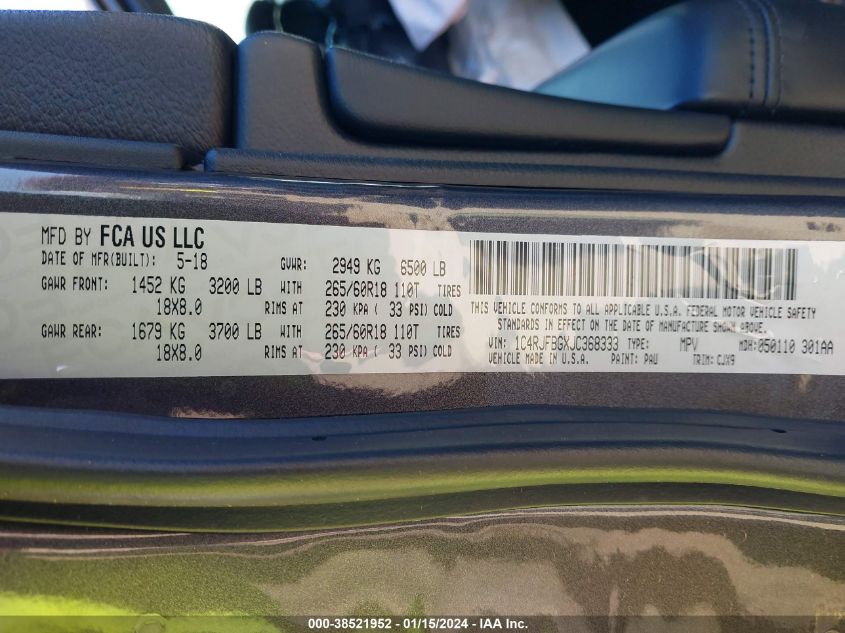 MFD BY FCA US LLC
DATE OF MFR(BUILT): 5-18 GVWR: 2949 KG 6500 LB
GAWR FRONT: 1452 KG 3200 LB WITH 265/60R18 110T TIRES
18X8.0 RIMS AT 230 KPA ( 33 PSI) COLD
GAWR REAR: 1679 KG 3700 LB WITH 265/60R18 110T TIRES
18X8.0 RIMS AT 230 KPA ( 33 PSI) COLD
THIS VEHICLE CONFORMS TO ALL APPLICABLE U.S.A. FEDERAL MOTOR VEHICLE SAFETY
STANDARDS IN EFFECT ON THE DATE OF MANUFACTURE SHOWN ABOVE.
VIN: 1C4RJFBGXJC368333 TYPE: MPV MDH: 050110 301AA
VEHICLE MADE IN U.S.A. PAINT: PAU TRIM: CJX9
000-38521952 - 01/15/2024 - IAA Inc.